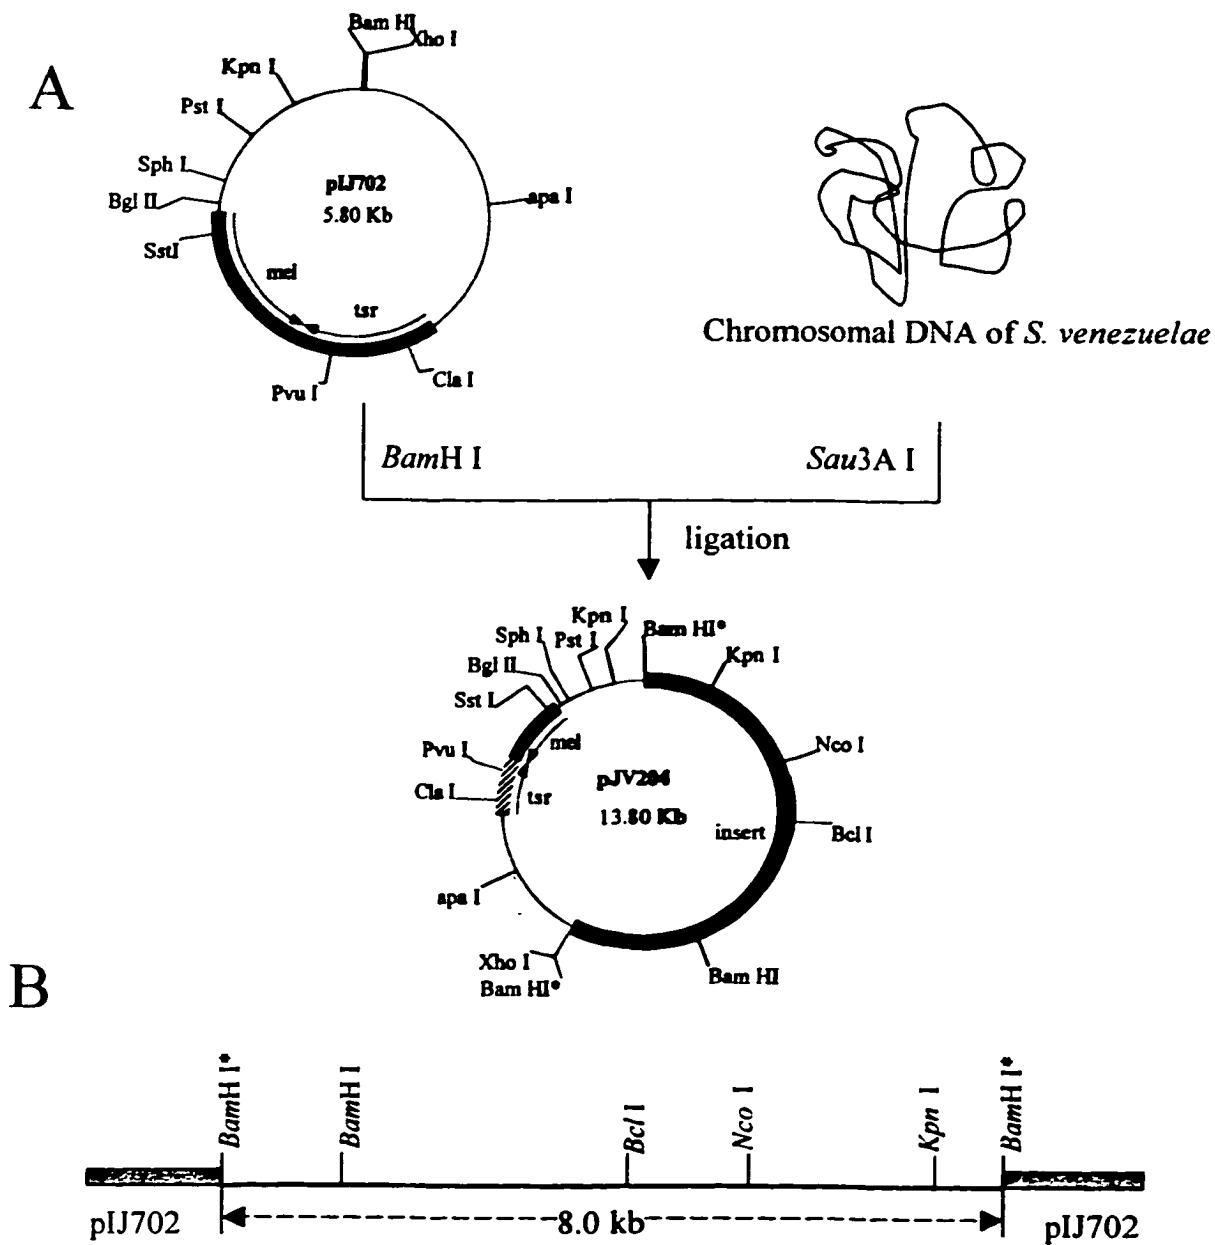 A
Bam HI
Xho I
Kpn I
Pst I
Sph I
Bgl II
SstI
pIJ702
5.80 Kb
apa I
mel
tsr
Pvu I
Cla I
Chromosomal DNA of S. venezuelae
BamH I
Sau3A I
ligation
Kpn I
Sph I
Pst I
Bam HI*
Bgl II
Kpn I
Sst I
mel
Nco I
Pvu I
Cla I
tsr
13.80 Kb
insert
Bcl I
apa I
Xho I
Bam HI*
Bam HI
B
BamH I*
BamH I
Bcl I
Nco I
Kpn I
BamH I*
pIJ702
8.0 kb
pIJ702